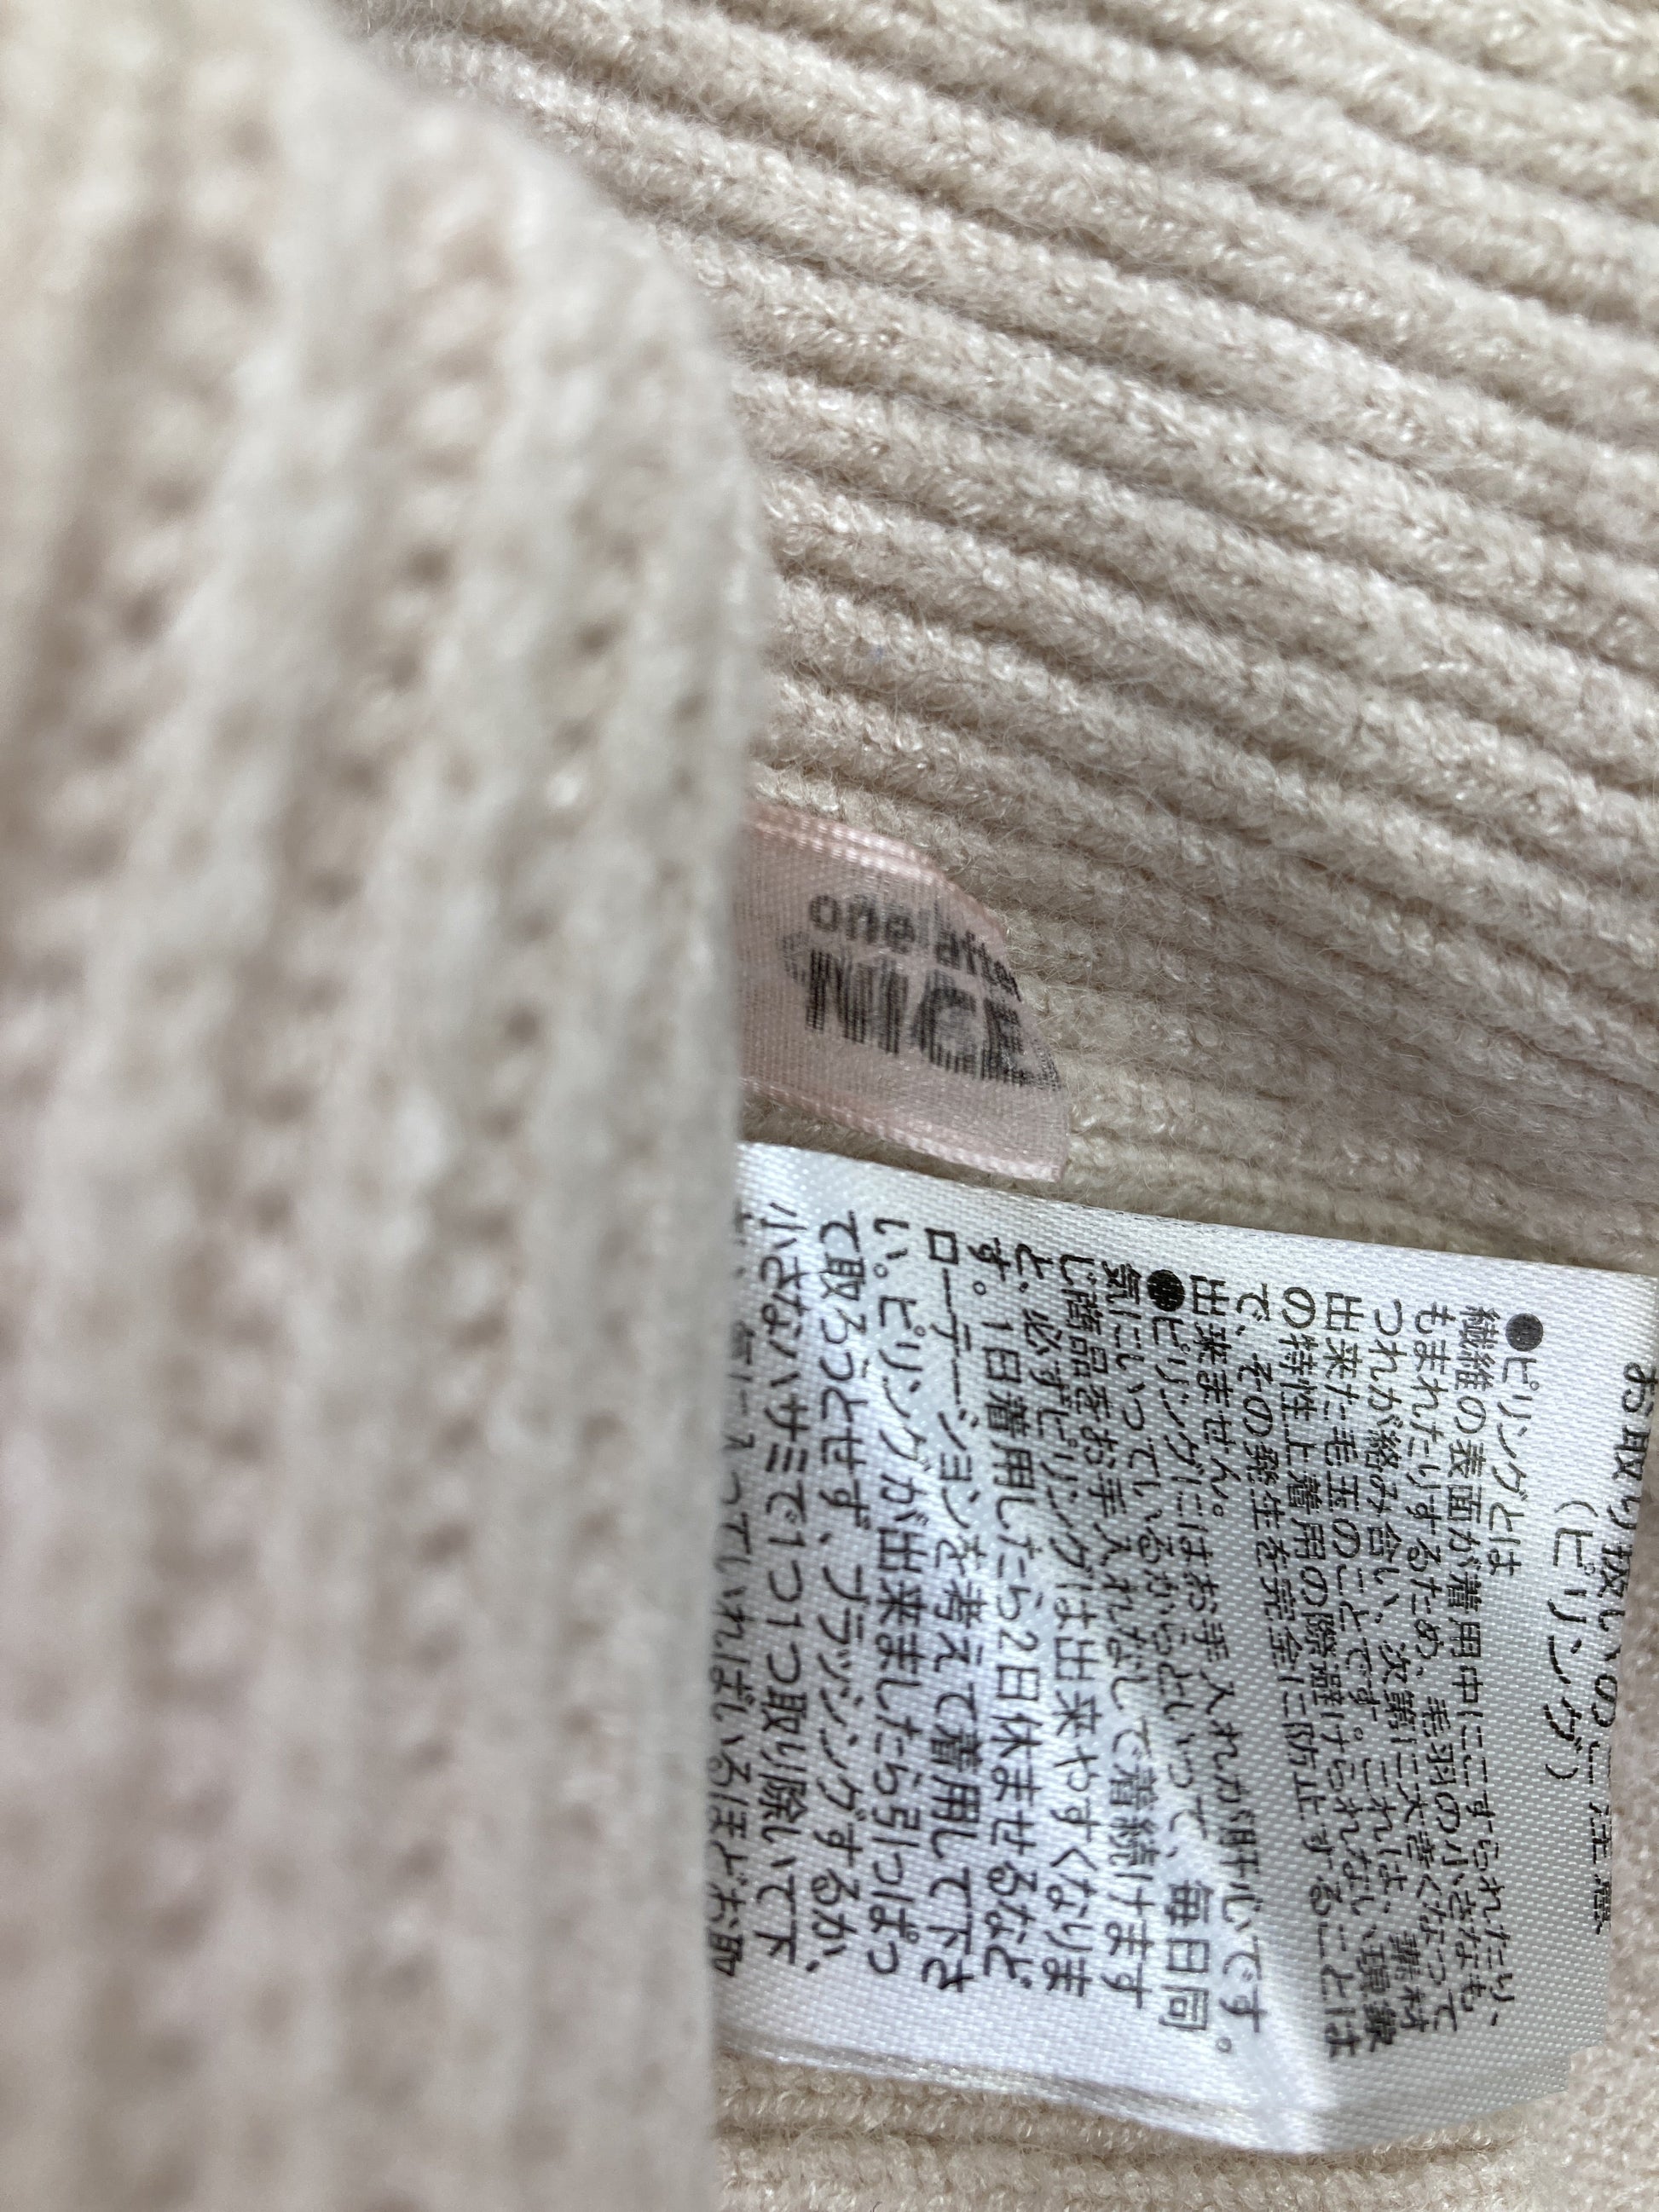 one after
NICE
お取り扱いのご注意
(ピリング)
●ピリングとは
繊維の表面が着用中にこすられたり、
もまれたりするため、毛羽の小さなも
つれが絡み合い、次第に大きくなって
出来た毛玉のことです。これは、素材
の特性上着用の際避けられない現象
で、その発生を完全に防止することは
出来ません。
●ピリングにはお手入れが肝心です。
気にいっているからといって、毎日同
じ商品をお手入れなしで着続けます
と、必ずピリングは出来やすくなりま
す。1日着用したら2日休ませるなど
ローテーションを考えて着用して下さ
い。ピリングが出来ましたら引っぱっ
て取ろうとせず、ブラッシングするか、
小さなハサミで1つ1つ取り除いて下